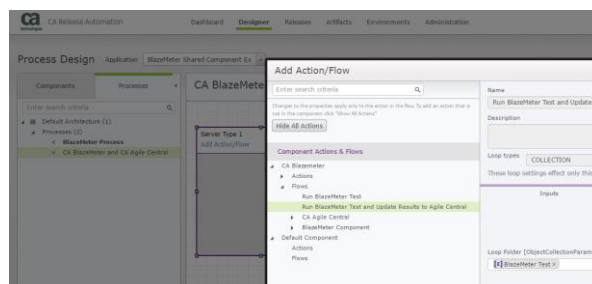 ca
technologies
CA Release Automation
Dashboard Designer Releases Artifacts Environments Administration
Process Design Application BlazeMeter Shared Component Ex
Components Processes
Enter search criteria
Default Architecture (1)
Processes (2)
BlazeMeter Process
CA BlazeMeter and CA Agile Central
CA BlazeMete
Server Type 1
Add Action/Flow
Add Action/Flow
Enter search criteria
Changes to the properties apply only to the action in the flow. To add an action that is
not in the component click "Show All Actions"
Hide All Actions
Component Actions & Flows
CA Blazemeter
Actions
Flows
Run BlazeMeter Test
Run BlazeMeter Test and Update Results to Agile Central
CA Agile Central
BlazeMeter Component
Default Component
Actions
Flows
Name
Run BlazeMeter Test and Update
Description
Loop types COLLECTION
These loop settings effect only this
Inputs
Loop Folder [ObjectCollectionParam
[E] BlazeMeter Test ×